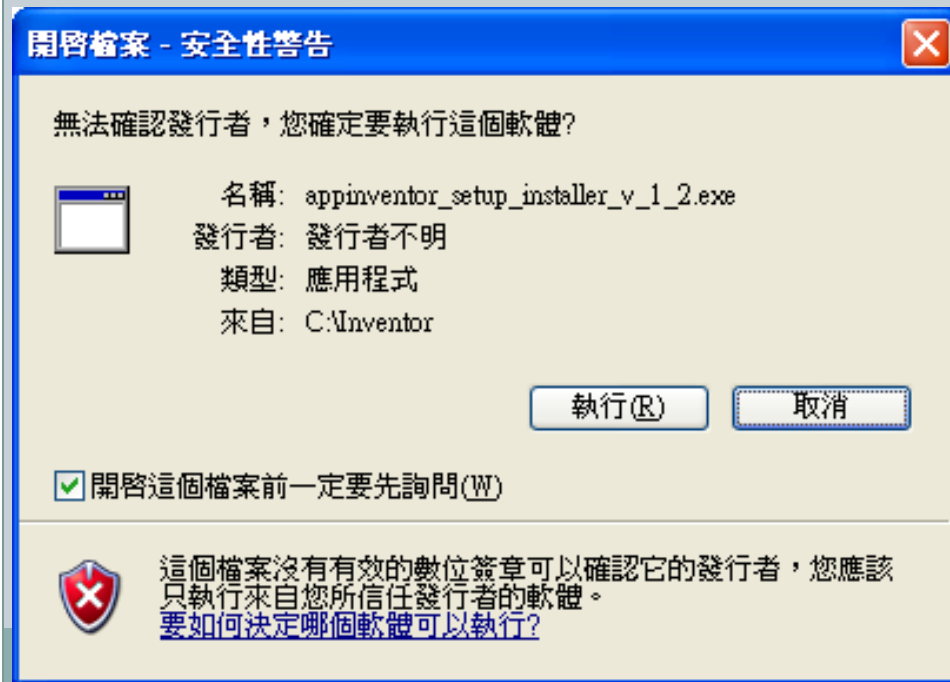 開啓檔案 - 安全性警告
無法確認發行者，您確定要執行這個軟體?
名稱: appinventor_setup_installer_v_1_2.exe
發行者: 發行者不明
類型: 應用程式
來自: C:\Inventor
執行(R) 取消
開啓這個檔案前一定要先詢問(W)
這個檔案沒有有效的數位簽章可以確認它的發行者，您應該
只執行來自您所信任發行者的軟體。
要如何決定哪個軟體可以執行?